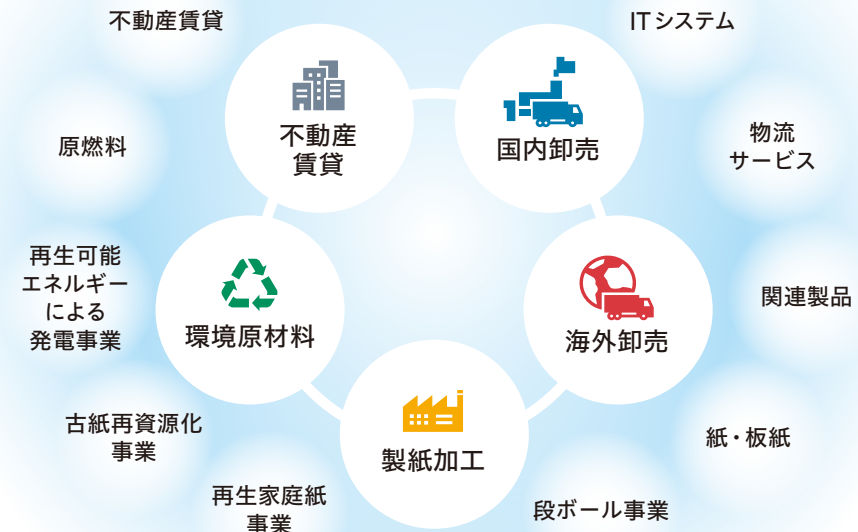 不動産賃貸
ITシステム
不動産
賃貸
国内卸売
原燃料
物流
サービス
再生可能
エネルギー
による
発電事業
環境原材料
海外卸売
関連製品
古紙再資源化
事業
製紙加工
紙・板紙
再生家庭紙
事業
段ボール事業